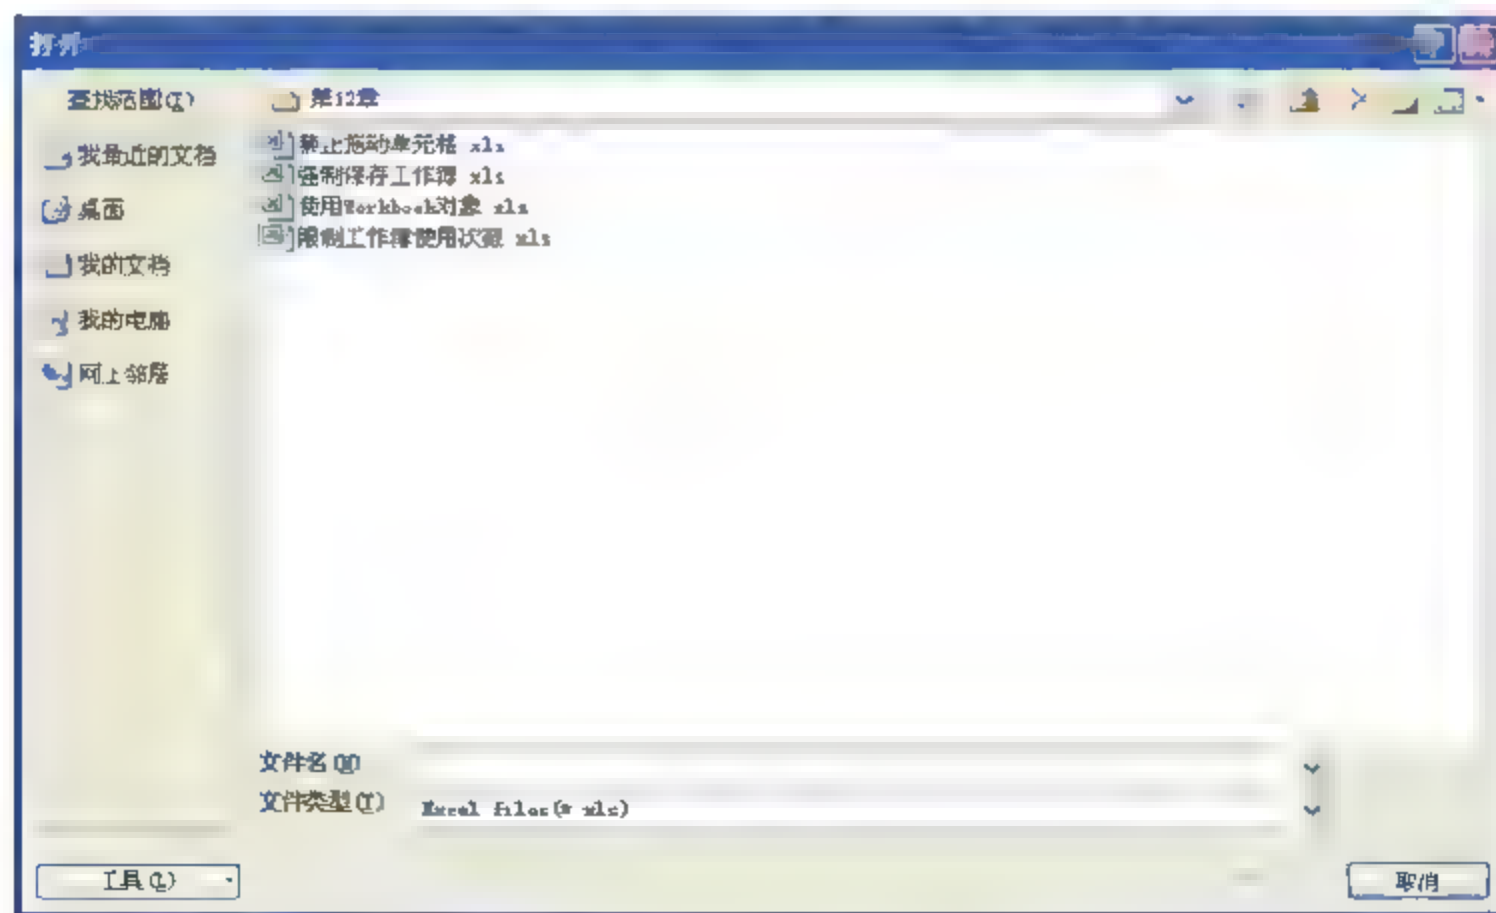 打开
查找范围(I) 第12章
我最近的文档
桌面
我的文档
我的电脑
网上邻居
禁止拖动单元格 xls
强制保存工作簿 xls
使用Workbook对象 xls
限制工作簿使用次数 xls
文件名(N)
文件类型(T) Excel files(* xls)
工具(L) 取消